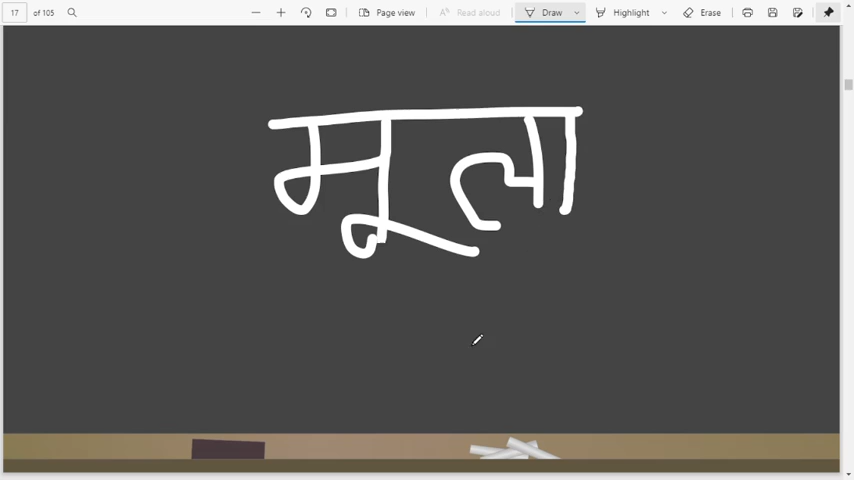 17 of 105 Page view Read aloud Draw Highlight Erase
मूला